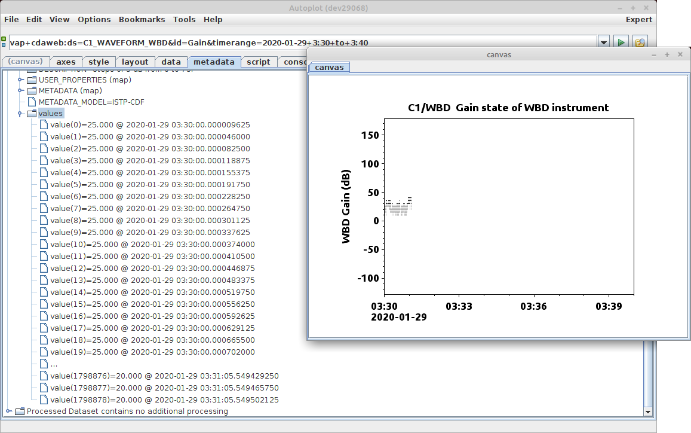 Autoplot (dev29068)
File Edit View Options Bookmarks Tools Help Expert
vap+cdaweb:ds=C1_WAVEFORM_WBD&id=Gain&timerange=2020-01-29+3:30+to+3:40
(canvas) axes style layout data metadata script
USER_PROPERTIES (map)
METADATA (map)
METADATA_MODEL=ISTP-CDF
values
value(0)=25.000 @ 2020-01-29 03:30:00.000009625
value(1)=25.000 @ 2020-01-29 03:30:00.000046000
value(2)=25.000 @ 2020-01-29 03:30:00.000082500
value(3)=25.000 @ 2020-01-29 03:30:00.000118875
value(4)=25.000 @ 2020-01-29 03:30:00.000155375
value(5)=25.000 @ 2020-01-29 03:30:00.000191750
value(6)=25.000 @ 2020-01-29 03:30:00.000228250
value(7)=25.000 @ 2020-01-29 03:30:00.000264750
value(8)=25.000 @ 2020-01-29 03:30:00.000301125
value(9)=25.000 @ 2020-01-29 03:30:00.000337625
value(10)=25.000 @ 2020-01-29 03:30:00.000374000
value(11)=25.000 @ 2020-01-29 03:30:00.000410500
value(12)=25.000 @ 2020-01-29 03:30:00.000446875
value(13)=25.000 @ 2020-01-29 03:30:00.000483375
value(14)=25.000 @ 2020-01-29 03:30:00.000519750
value(15)=25.000 @ 2020-01-29 03:30:00.000556250
value(16)=25.000 @ 2020-01-29 03:30:00.000592625
value(17)=25.000 @ 2020-01-29 03:30:00.000629125
value(18)=25.000 @ 2020-01-29 03:30:00.000665500
value(19)=25.000 @ 2020-01-29 03:30:00.000702000
...
value(1798876)=20.000 @ 2020-01-29 03:31:05.549429250
value(1798877)=20.000 @ 2020-01-29 03:31:05.549465750
value(1798878)=20.000 @ 2020-01-29 03:31:05.549502125
Processed Dataset contains no additional processing
canvas
canvas
C1/WBD Gain state of WBD instrument
WBD Gain (dB)
150
100
50
0
-50
-100
03:30 03:33 03:36 03:39
2020-01-29